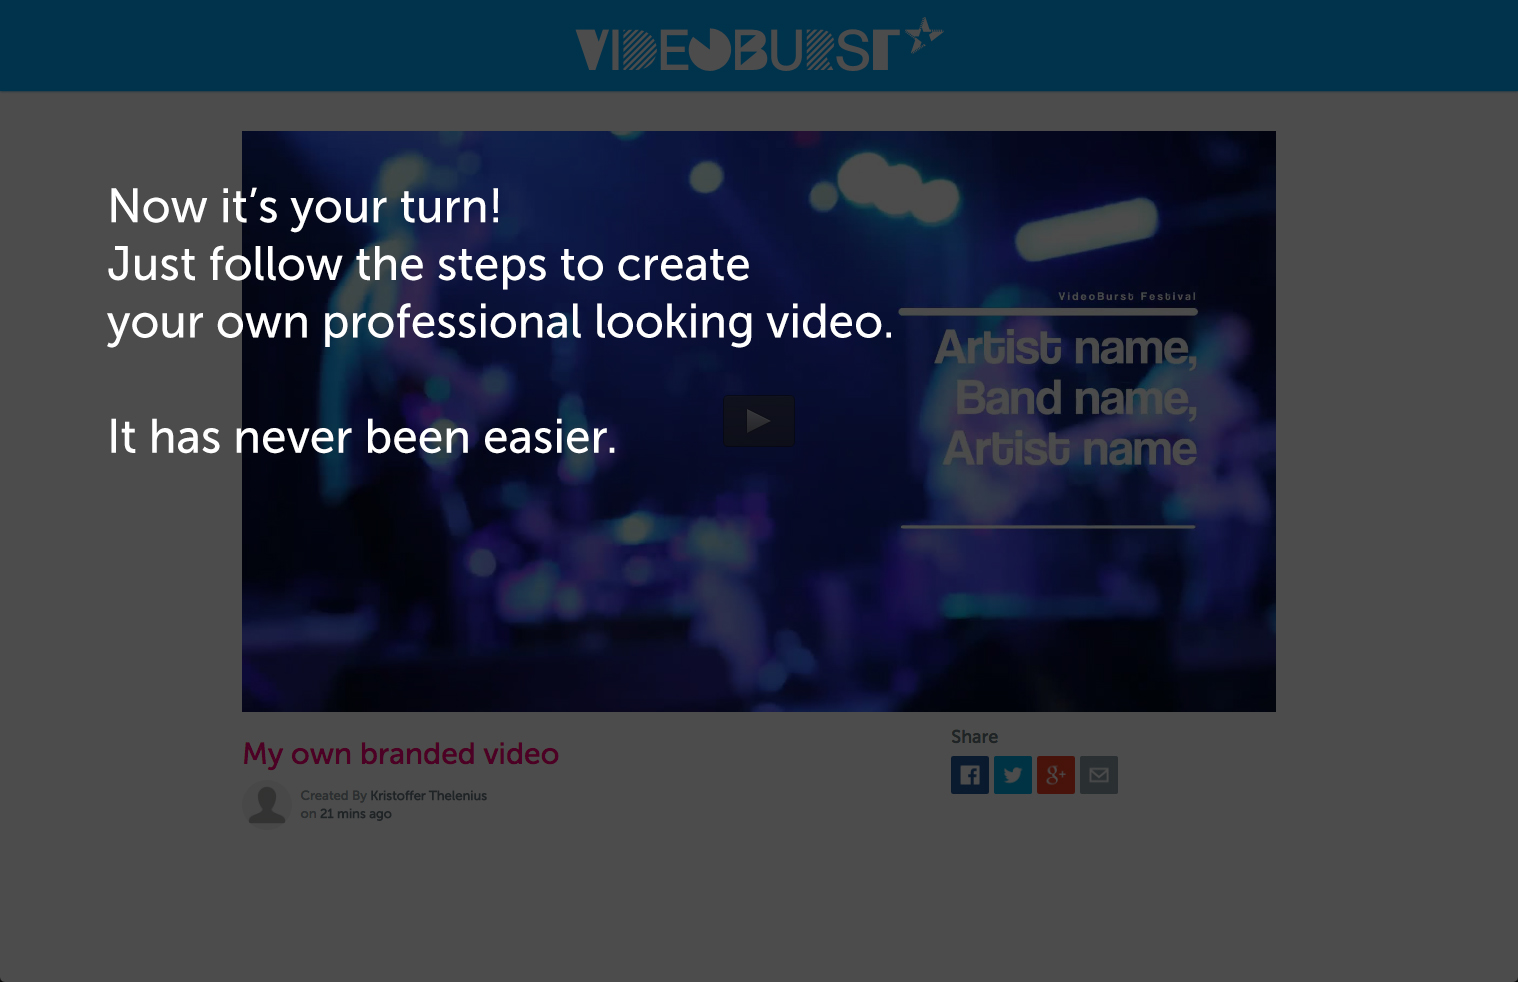 VIDEOBURST
Now it’s your turn!
Just follow the steps to create
your own professional looking video.
It has never been easier.
VideoBurst Festival
Artist name,
Band name,
Artist name
My own branded video
Created By Kristoffer Thelenius
on 21 mins ago
Share
g+